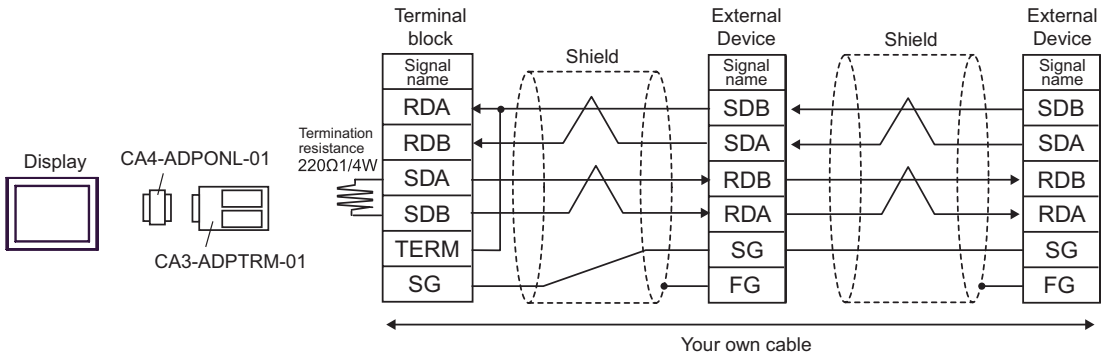 Display
CA4-ADPONL-01
CA3-ADPTRM-01
Termination
resistance
220Ω1/4W
Terminal
block
Signal
name
RDA
RDB
SDA
SDB
TERM
SG
Shield
External
Device
Signal
name
SDB
SDA
RDB
RDA
SG
FG
Shield
External
Device
Signal
name
SDB
SDA
RDB
RDA
SG
FG
Your own cable